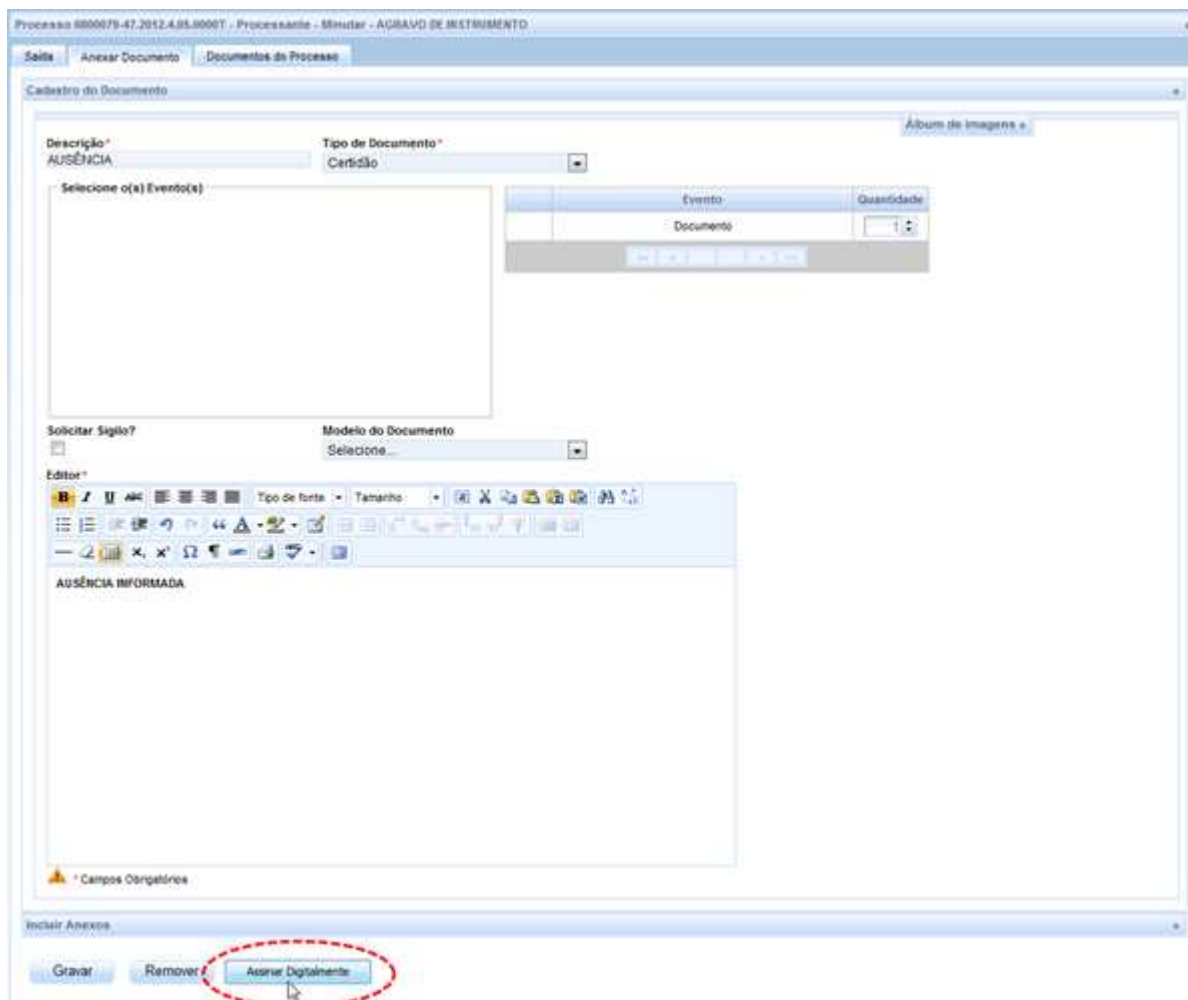 Processo 0800079-47.2012.4.05.0000T - Processante - Minutar - AGRAVO DE INSTRUMENTO
Saída Anexar Documento Documentos do Processo
Cadastro do Documento
Álbum de imagens
Descrição* Tipo de Documento*
AUSÊNCIA Certidão
Selecione o(s) Evento(s)
Evento Quantidade
Documento 1
Solicitar Sigilo? Modelo do Documento
Selecione...
Editor*
B I U ABC Tipo de fonte Tamanho
AUSÊNCIA INFORMADA
* Campos Obrigatórios
Incluir Anexos
Gravar Remover Assinar Digitalmente